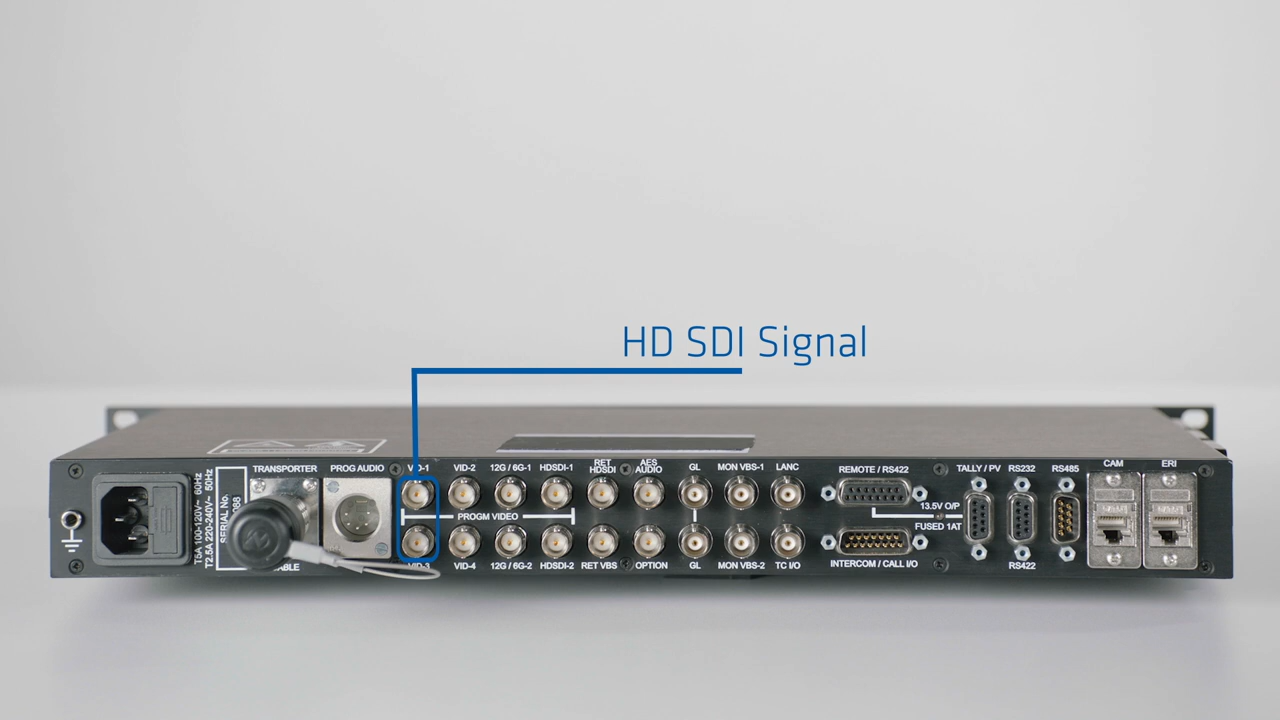 HD SDI Signal
TRANSPORTER
PROG AUDIO
VID-1
VID-2
12G / 6G-1
HDSDI-1
RET
HDSDI
AES
AUDIO
GL
MON VBS-1
LANC
REMOTE / RS422
TALLY / PV
RS232
RS485
CAM
ERI
T5A 100-120V~ 60Hz
T2.5A 220-240V~ 50Hz
SERIAL No.
PROGM VIDEO
13.5V O/P
FUSED 1AT
VID-3
VID-4
12G / 6G-2
HDSDI-2
RET VBS
OPTION
GL
MON VBS-2
TC I/O
INTERCOM / CALL I/O
RS422